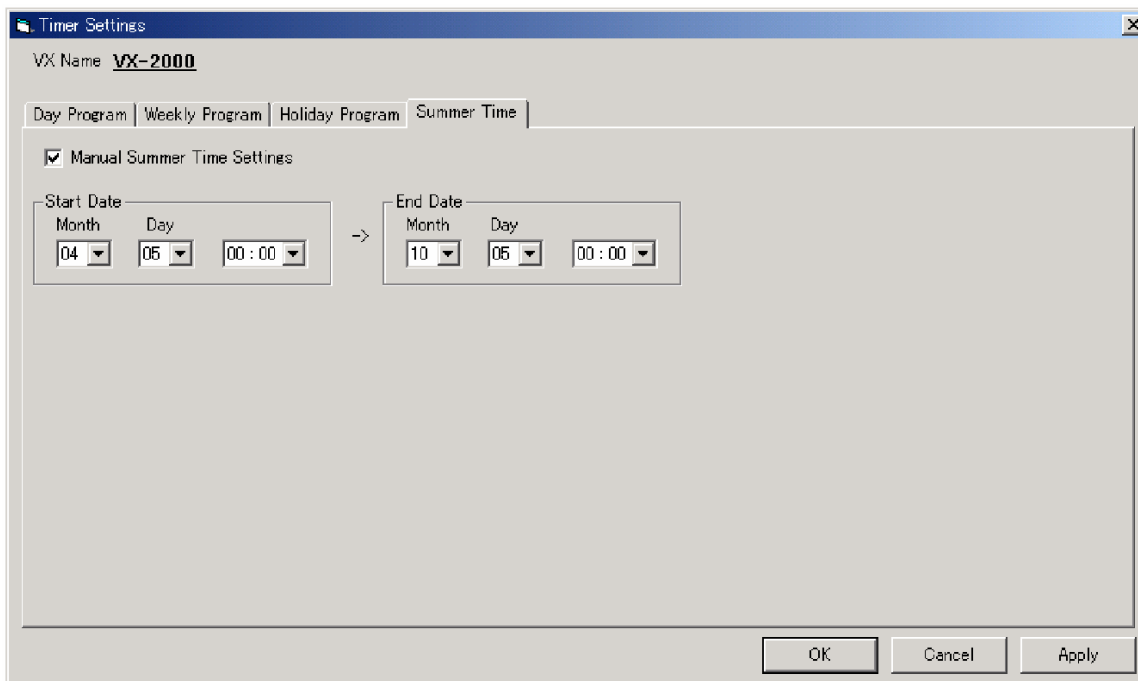 Timer Settings
VX Name VX-2000
Day Program Weekly Program Holiday Program Summer Time
Manual Summer Time Settings
Start Date End Date
Month Day -> Month Day
04 05 00:00 10 05 00:00
OK Cancel Apply